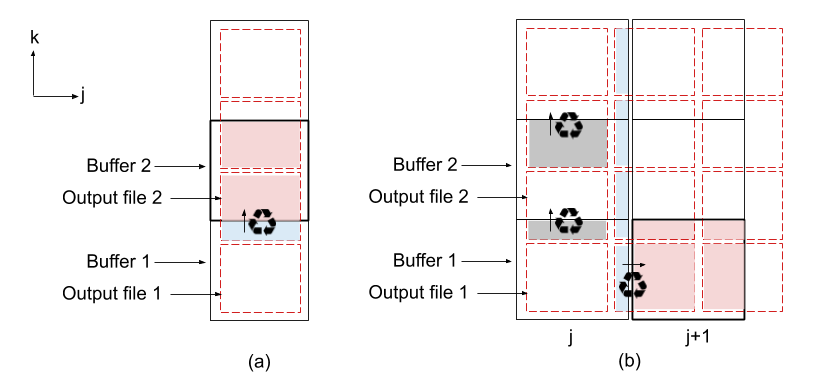 k
j
Buffer 2
Output file 2
Buffer 1
Output file 1
(a)
Buffer 2
Output file 2
Buffer 1
Output file 1
j
j+1
(b)